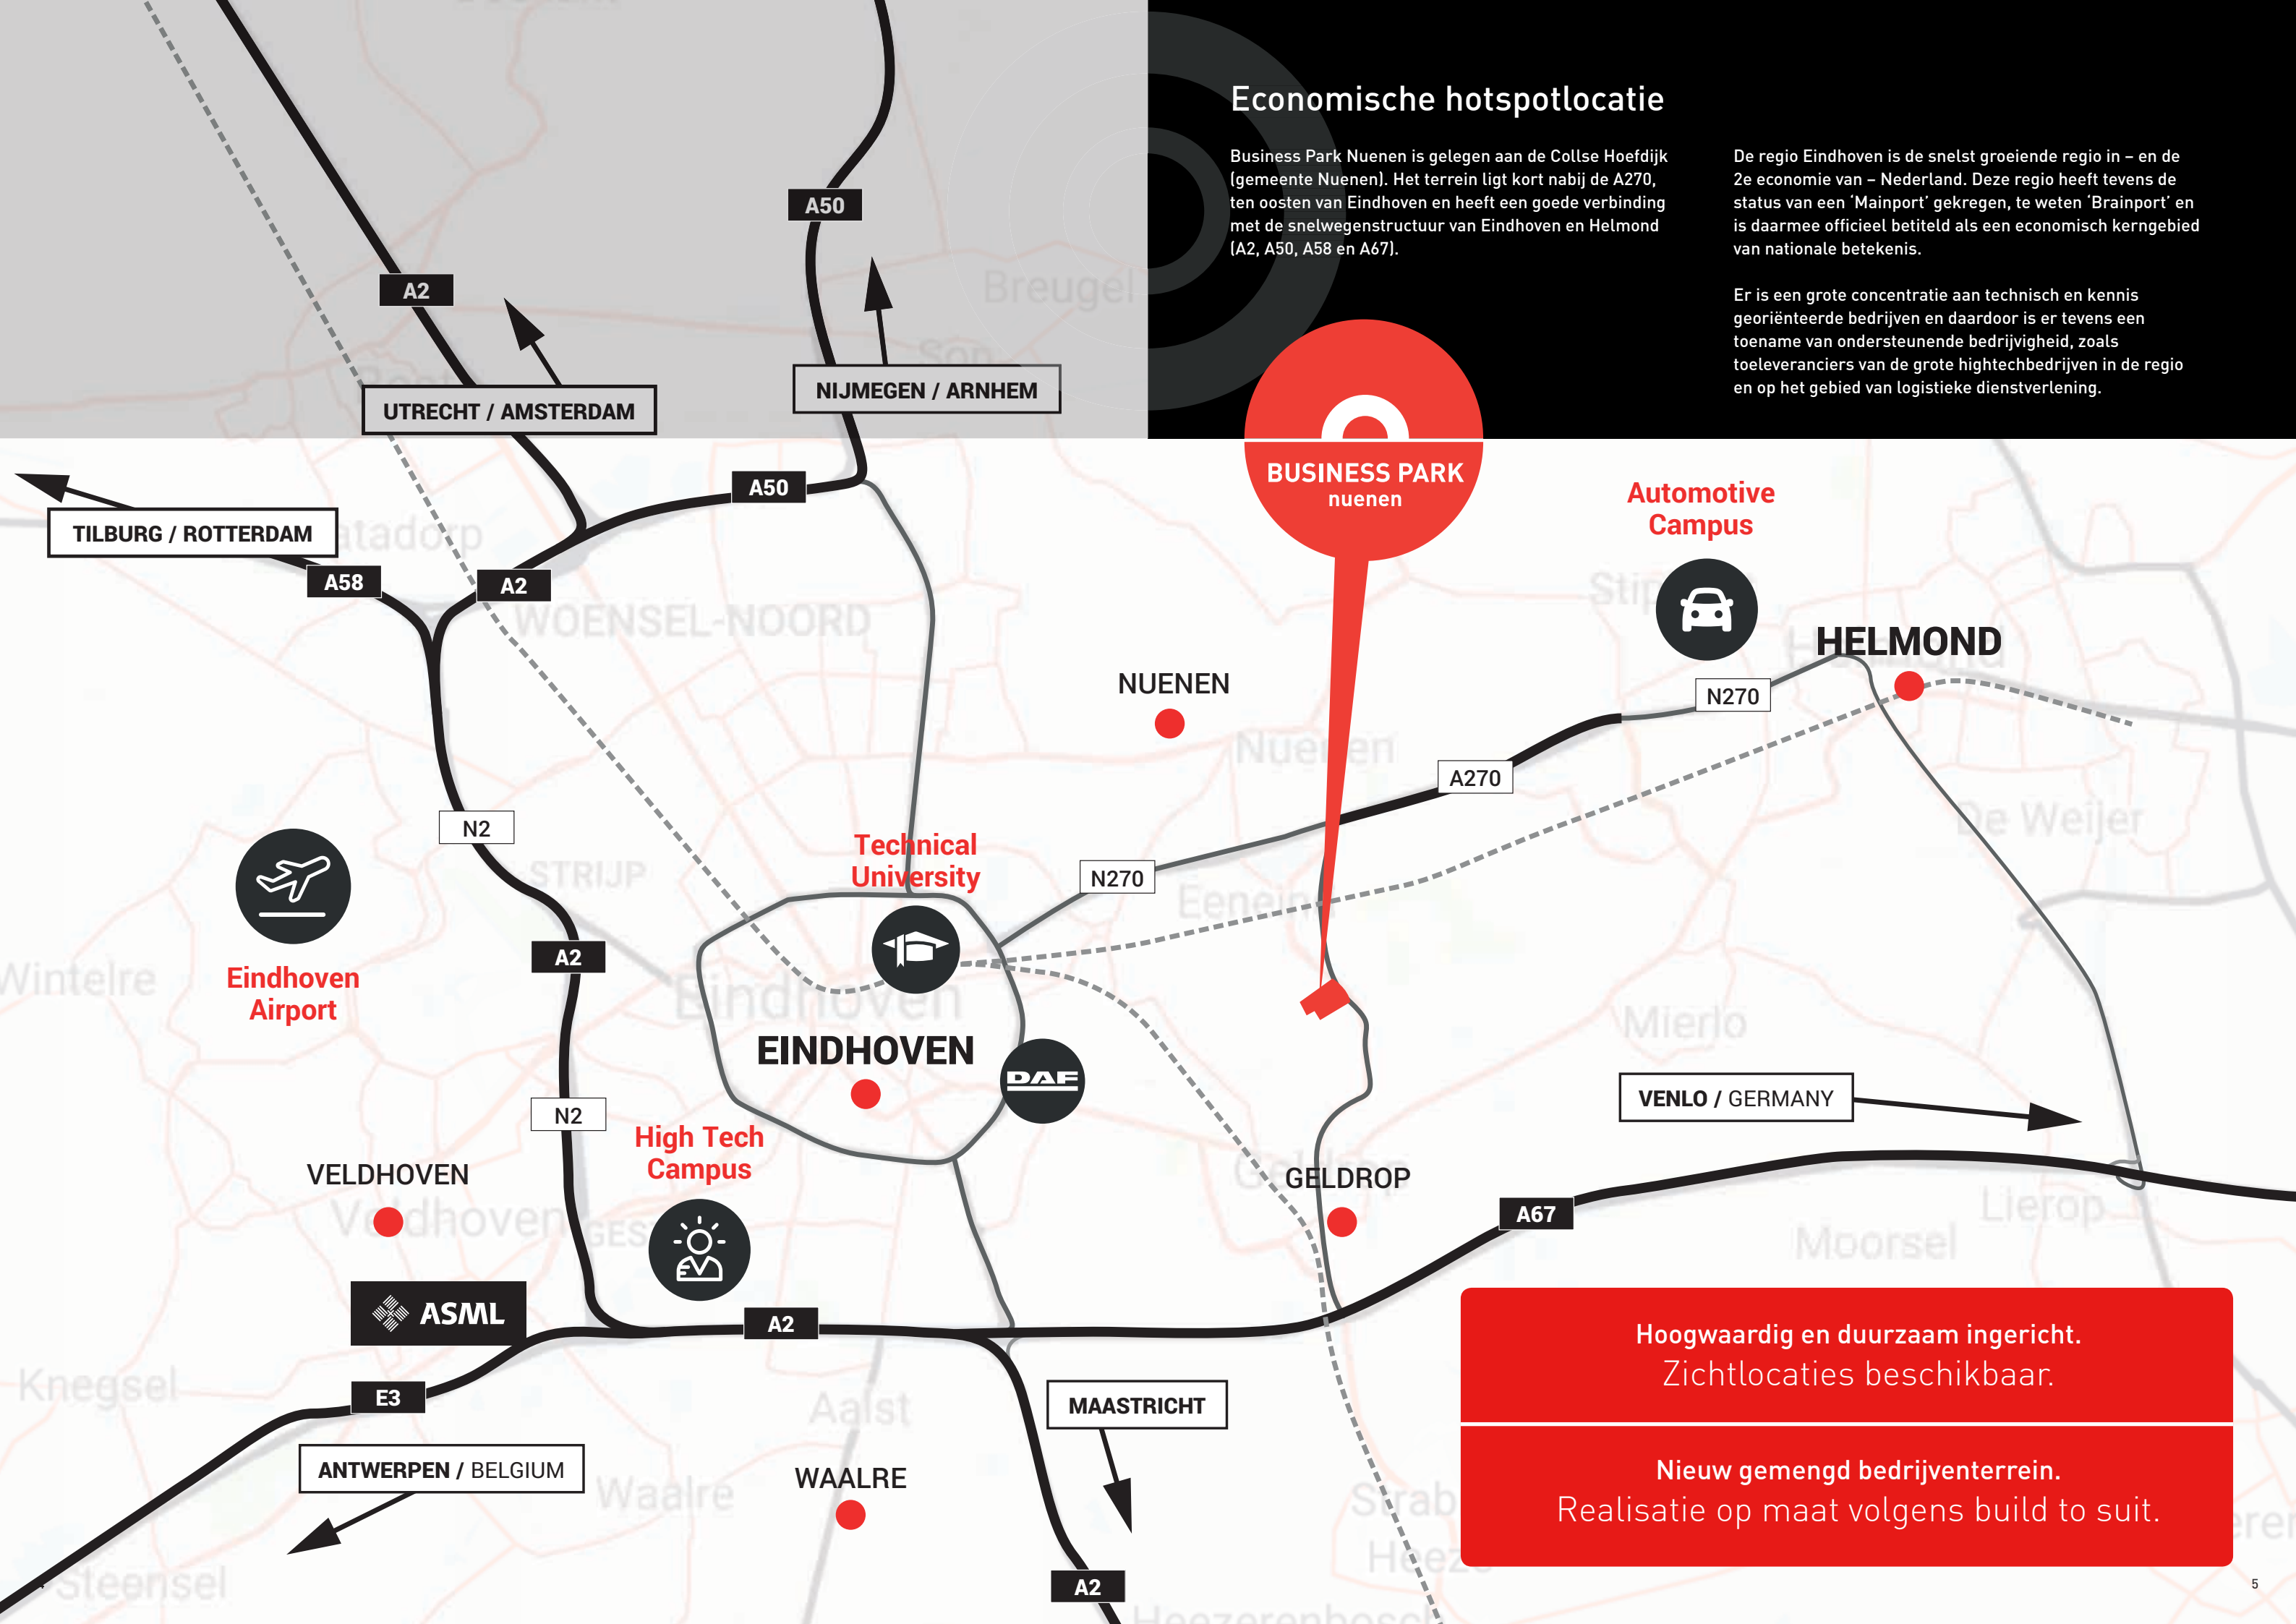 Economische hotspotlocatie
Business Park Nuenen is gelegen aan de Collse Hoefdijk
(gemeente Nuenen). Het terrein ligt kort nabij de A270,
ten oosten van Eindhoven en heeft een goede verbinding
met de snelwegenstructuur van Eindhoven en Helmond
(A2, A50, A58 en A67).
De regio Eindhoven is de snelst groeiende regio in – en de
2e economie van – Nederland. Deze regio heeft tevens de
status van een ‘Mainport’ gekregen, te weten ‘Brainport’ en
is daarmee officieel betiteld als een economisch kerngebied
van nationale betekenis.
Er is een grote concentratie aan technisch en kennis
georiënteerde bedrijven en daardoor is er tevens een
toename van ondersteunende bedrijvigheid, zoals
toeleveranciers van de grote hightechbedrijven in de regio
en op het gebied van logistieke dienstverlening.
A50
A2
Breugel
Son
UTRECHT / AMSTERDAM
NIJMEGEN / ARNHEM
BUSINESS PARK
nuenen
A50
TILBURG / ROTTERDAM
A58
A2
WOENSEL-NOORD
Automotive
Campus
HELMOND
N270
NUENEN
Nuenen
A270
N2
De Weijer
Technical
University
STRIJP
N270
Eeneind
A2
Eindhoven
Airport
Wintelre
Eindhoven
EINDHOVEN
DAF
Mierlo
N2
VENLO / GERMANY
High Tech
Campus
VELDHOVEN
Veldhoven
GELDROP
Geldrop
A67
Lierop
Moorsel
ASML
A2
Hoogwaardig en duurzaam ingericht.
Zichtlocaties beschikbaar.
Knegsel
E3
Aalst
MAASTRICHT
ANTWERPEN / BELGIUM
WAALRE
Waalre
Nieuw gemengd bedrijventerrein.
Realisatie op maat volgens build to suit.
Steensel
A2
5